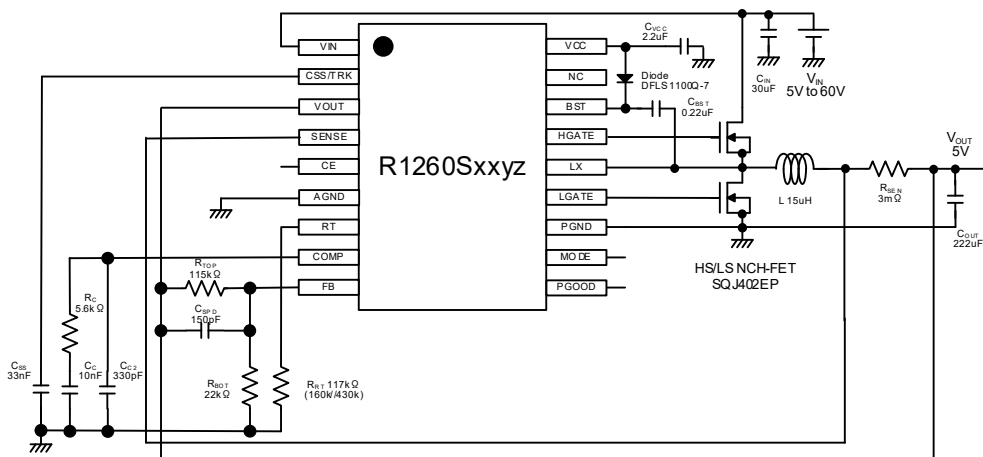 VIN
CSS/TRK
VOUT
SENSE
CE
AGND
RT
COMP
FB
R1260Sxxyz
VCC
NC
BST
HGATE
LX
LGATE
PGND
MODE
PGOOD
CVCC
2.2uF
Diode
DFLS1100Q-7
CBST
0.22uF
CIN
30uF
VIN
5V to 60V
VOUT
5V
L 15uH
RSEN
3mΩ
COUT
222uF
HS/LS NCH-FET
SQJ402EP
RTOP
115kΩ
CSPD
150pF
RC
5.6kΩ
CSS
33nF
CC
10nF
CC2
330pF
RBOT
22kΩ
RRT 117kΩ
(160k//430k)